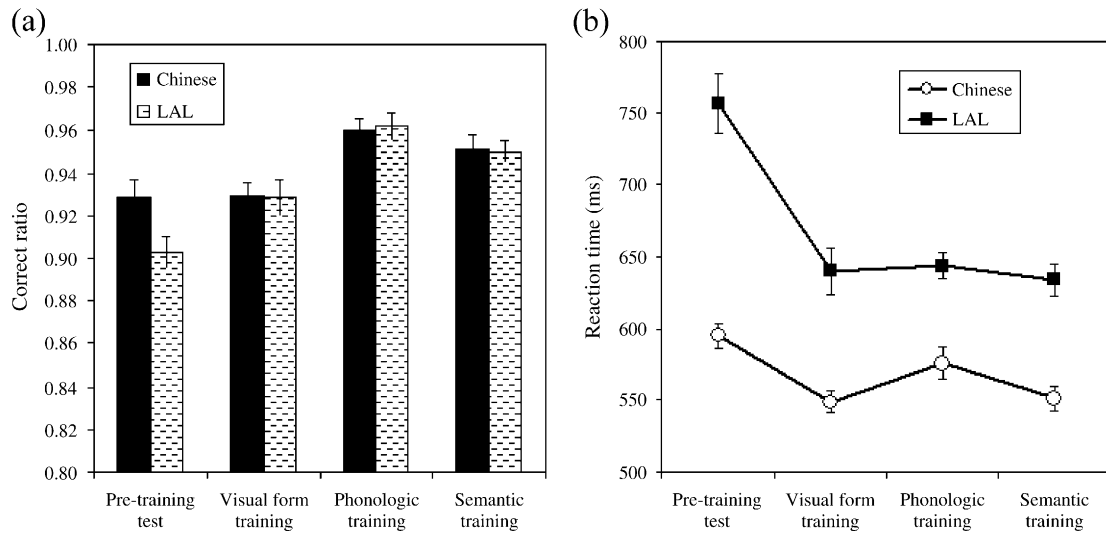 (a)
1.00
0.98
0.96
0.94
0.92
0.90
0.88
0.86
0.84
0.82
0.80
Correct ratio
Chinese
LAL
Pre-training
test
Visual form
training
Phonologic
training
Semantic
training
(b)
800
750
700
650
600
550
500
Reaction time (ms)
Chinese
LAL
Pre-training
test
Visual form
training
Phonologic
training
Semantic
training